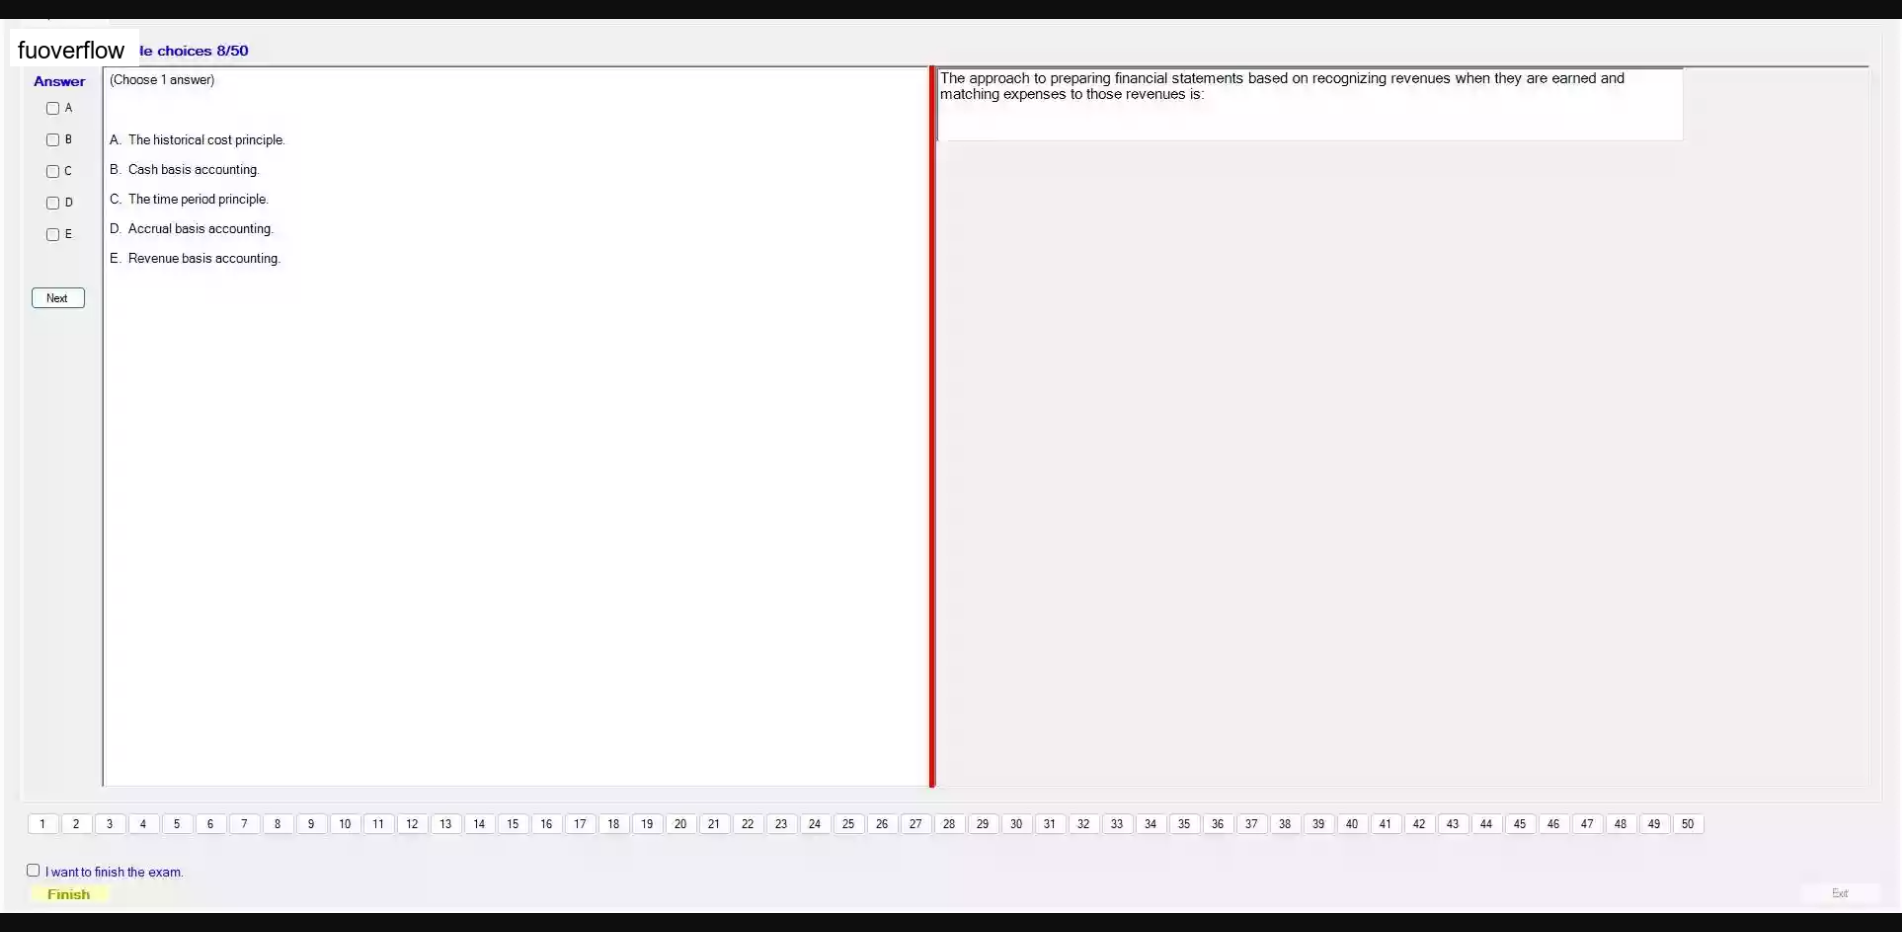 fuoverflow le choices 8/50
Answer
A
B
C
D
E
Next
(Choose 1 answer)
A. The historical cost principle.
B. Cash basis accounting.
C. The time period principle.
D. Accrual basis accounting.
E. Revenue basis accounting.
The approach to preparing financial statements based on recognizing revenues when they are earned and
matching expenses to those revenues is:
1 2 3 4 5 6 7 8 9 10 11 12 13 14 15 16 17 18 19 20 21 22 23 24 25 26 27 28 29 30 31 32 33 34 35 36 37 38 39 40 41 42 43 44 45 46 47 48 49 50
I want to finish the exam.
Finish
Exit